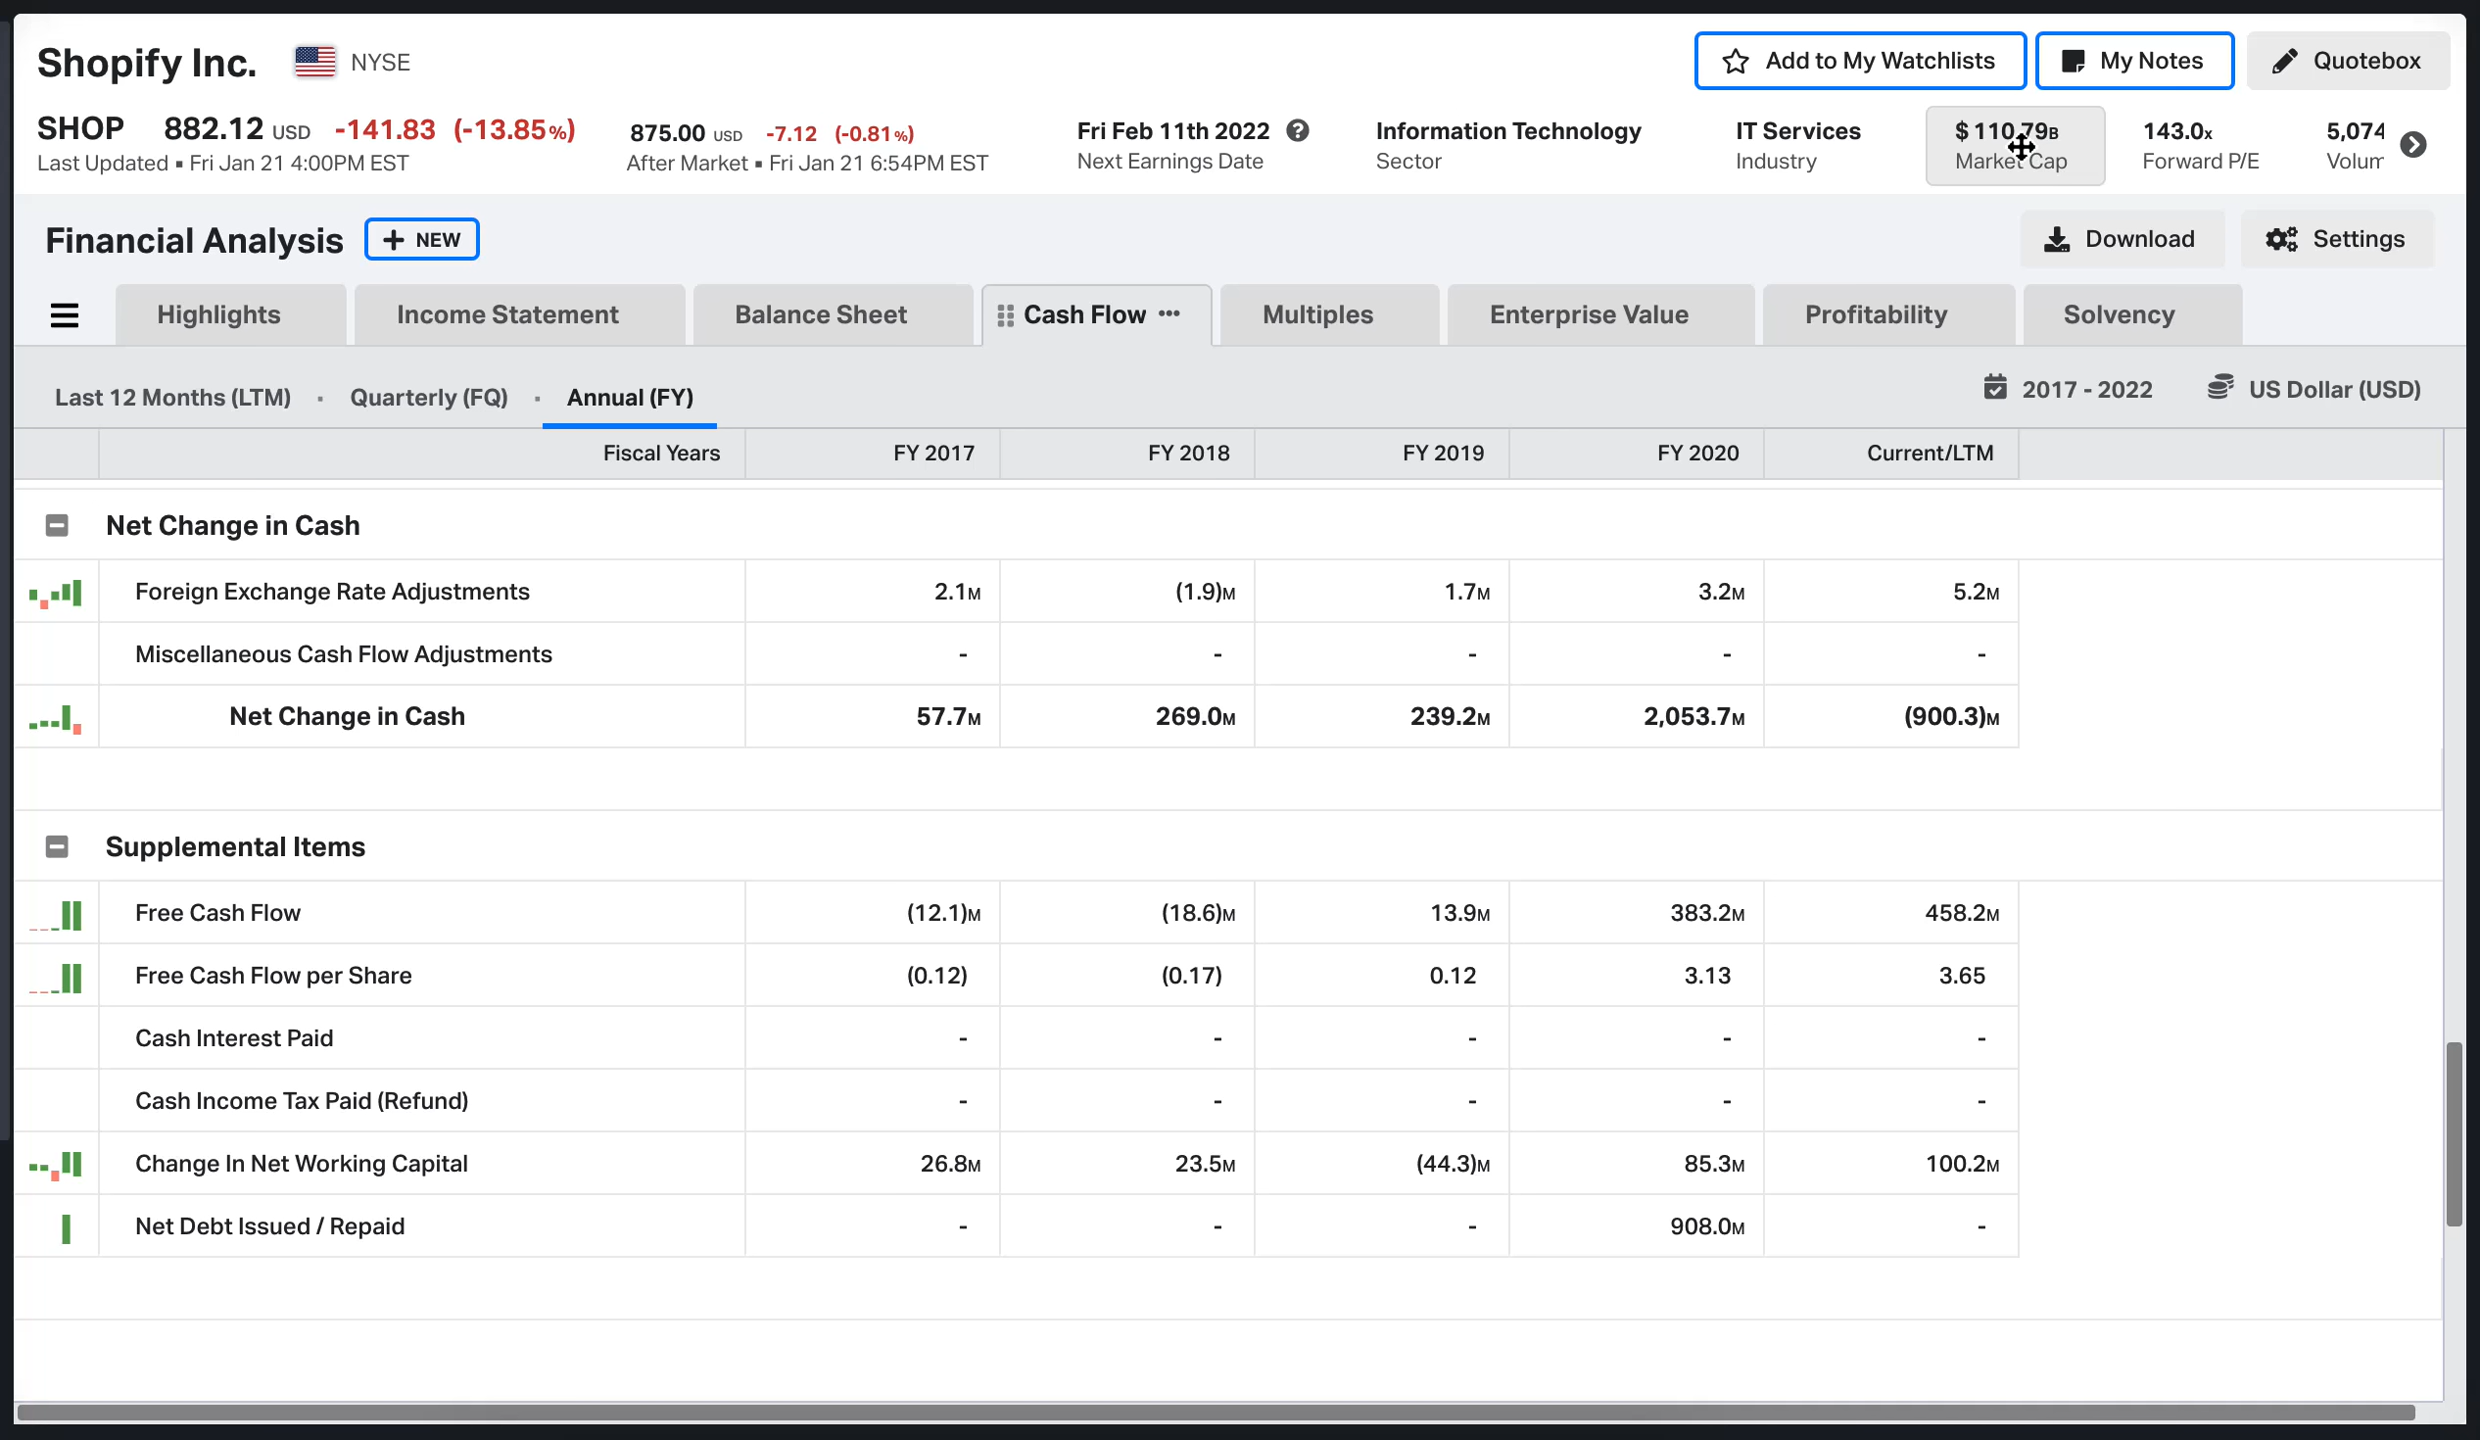 Shopify Inc. NYSE Add to My Watchlists My Notes Quotebox
SHOP 882.12 USD -141.83 (-13.85%) 875.00 USD -7.12 (-0.81%) Fri Feb 11th 2022 Information Technology IT Services $ 110.79B 143.0x 5,074
Last Updated ▪ Fri Jan 21 4:00PM EST After Market ▪ Fri Jan 21 6:54PM EST Next Earnings Date Sector Industry Market Cap Forward P/E Volum
Financial Analysis + NEW Download Settings
Highlights Income Statement Balance Sheet Cash Flow ••• Multiples Enterprise Value Profitability Solvency
Last 12 Months (LTM) · Quarterly (FQ) · Annual (FY) 2017 - 2022 US Dollar (USD)
Fiscal Years FY 2017 FY 2018 FY 2019 FY 2020 Current/LTM
Net Change in Cash
Foreign Exchange Rate Adjustments 2.1M (1.9)M 1.7M 3.2M 5.2M
Miscellaneous Cash Flow Adjustments - - - - -
Net Change in Cash 57.7M 269.0M 239.2M 2,053.7M (900.3)M
Supplemental Items
Free Cash Flow (12.1)M (18.6)M 13.9M 383.2M 458.2M
Free Cash Flow per Share (0.12) (0.17) 0.12 3.13 3.65
Cash Interest Paid - - - - -
Cash Income Tax Paid (Refund) - - - - -
Change In Net Working Capital 26.8M 23.5M (44.3)M 85.3M 100.2M
Net Debt Issued / Repaid - - - 908.0M -